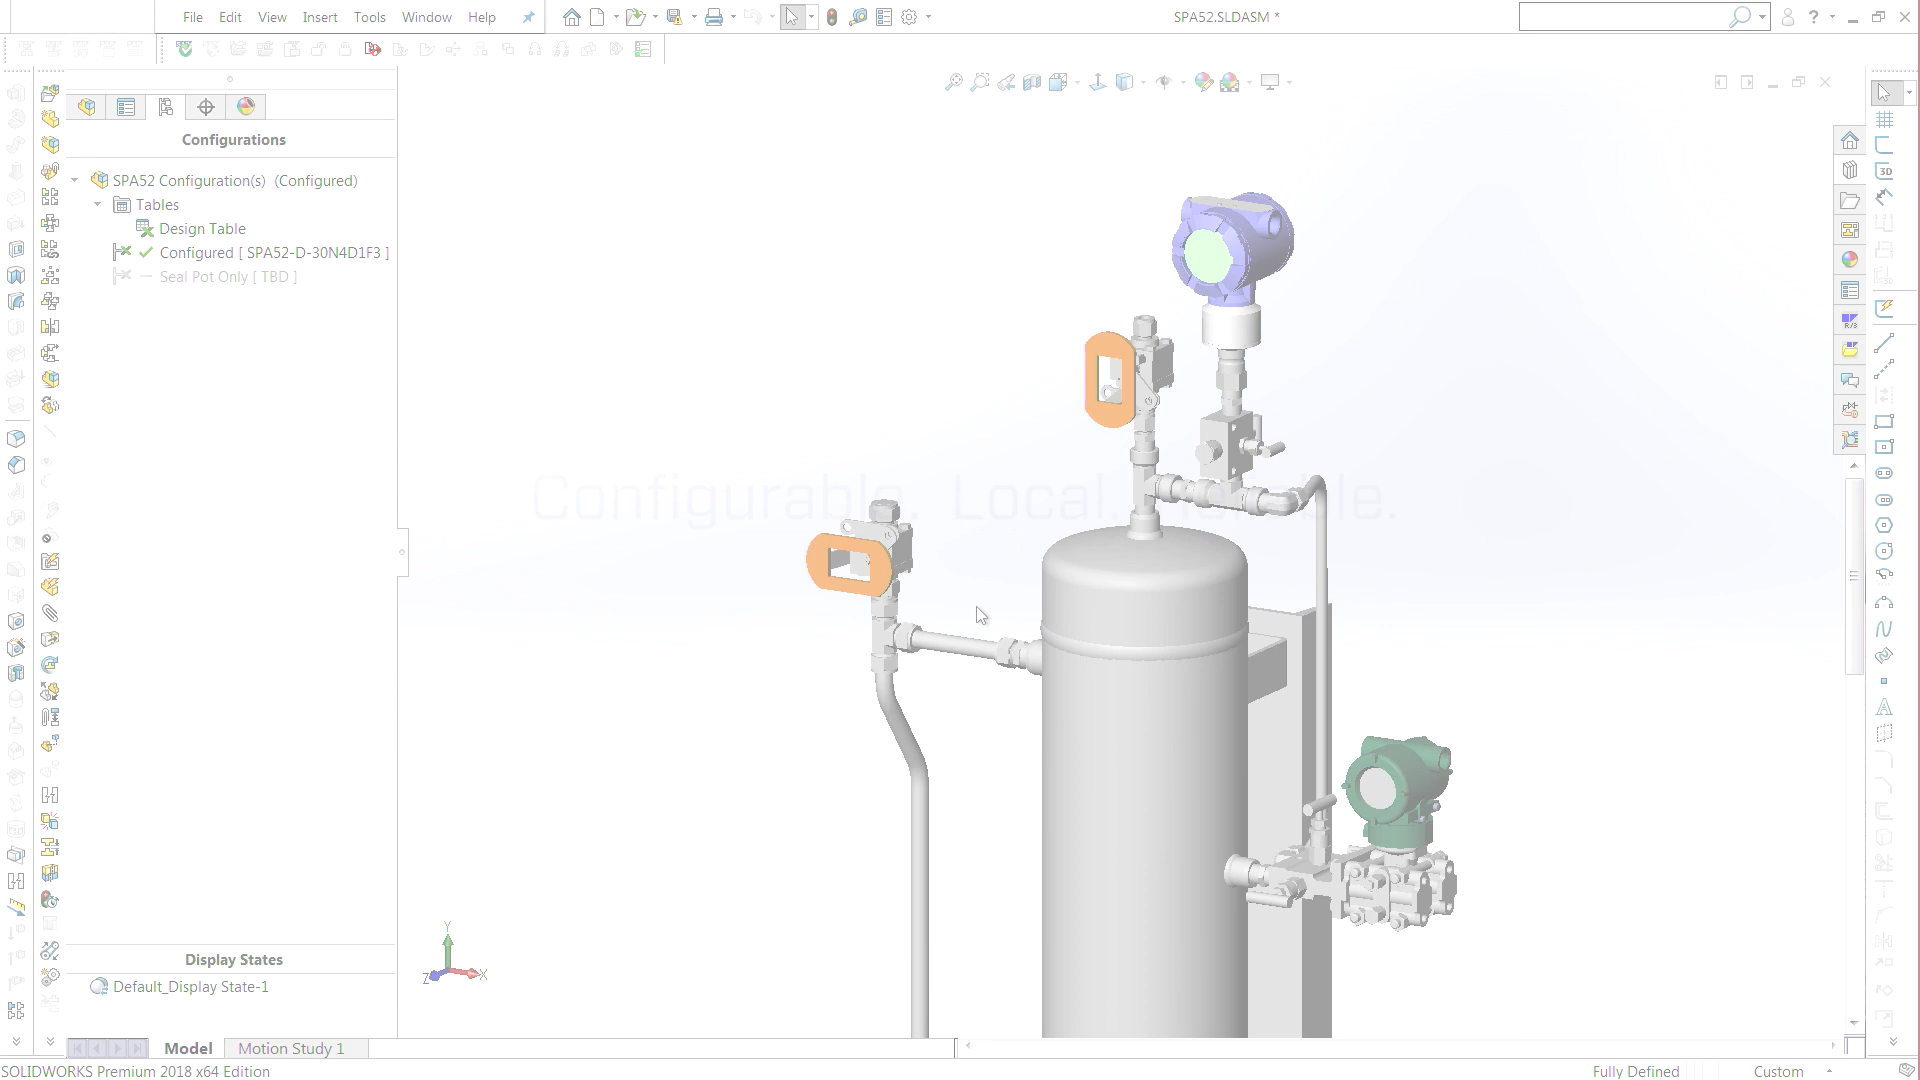 File Edit View Insert Tools Window Help
SPA52.SLDASM *
?
Configurations
SPA52 Configuration(s) (Configured)
Tables
Design Table
Configured [ SPA52-D-30N4D1F3 ]
Seal Pot Only [ TBD ]
3D
R/8
Configurable. Local.
Y
Z
X
Display States
Default_Display State-1
Model Motion Study 1
SOLIDWORKS Premium 2018 x64 Edition
Fully Defined Custom